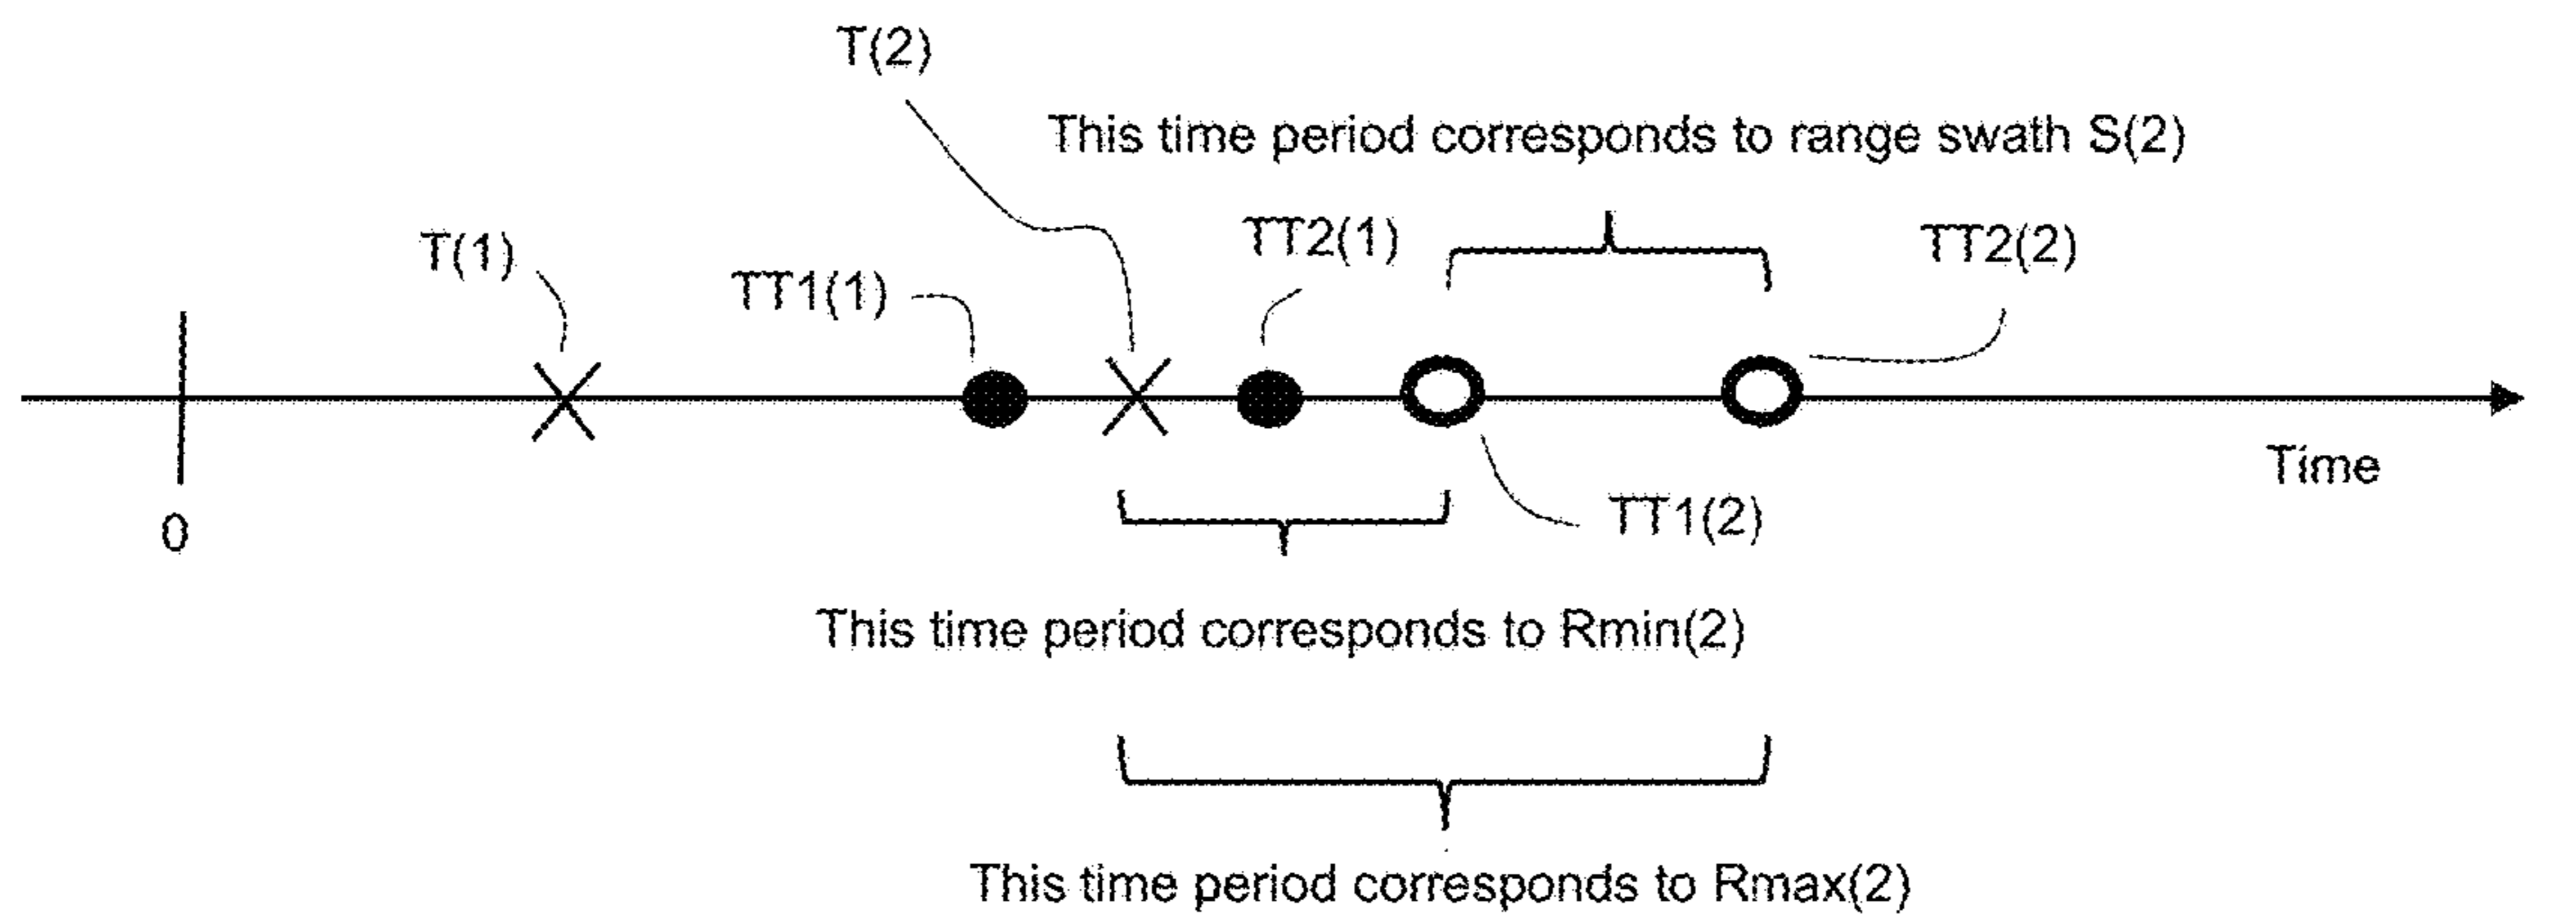 T(2)
This time period corresponds to range swath S(2)
T(1)
TT1(1)
TT2(1)
TT2(2)
Time
0
TT1(2)
This time period corresponds to Rmin(2)
This time period corresponds to Rmax(2)